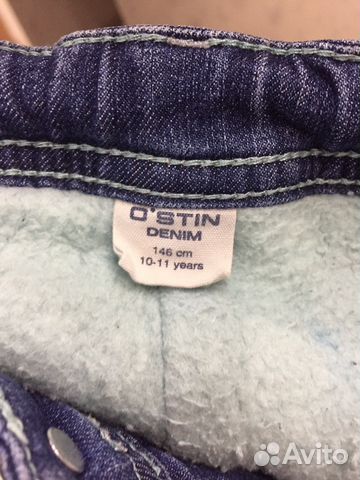 O'STIN
DENIM
146 cm
10-11 years
Avito